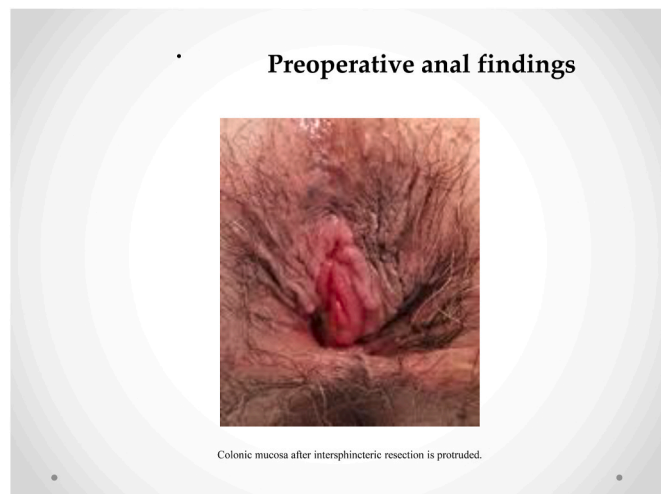 Preoperative anal findings
Colonic mucosa after intersphincteric resection is protruded.